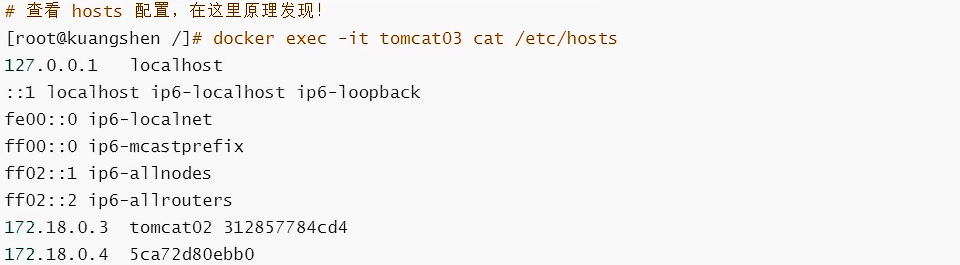 # 查看 hosts 配置，在这里原理发现！
[root@kuangshen /]# docker exec -it tomcat03 cat /etc/hosts
127.0.0.1   localhost
::1 localhost ip6-localhost ip6-loopback
fe00::0 ip6-localnet
ff00::0 ip6-mcastprefix
ff02::1 ip6-allnodes
ff02::2 ip6-allrouters
172.18.0.3  tomcat02 312857784cd4
172.18.0.4  5ca72d80ebb0